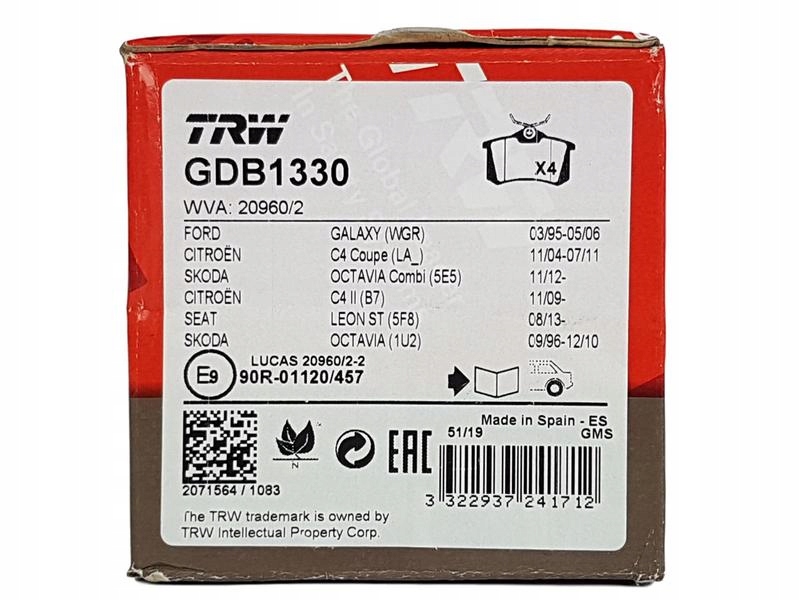 TRW
GDB1330
X4
WVA: 20960/2
FORD GALAXY (WGR) 03/95-05/06
CITROËN C4 Coupe (LA_) 11/04-07/11
SKODA OCTAVIA Combi (5E5) 11/12-
CITROËN C4 II (B7) 11/09-
SEAT LEON ST (5F8) 08/13-
SKODA OCTAVIA (1U2) 09/96-12/10
LUCAS 20960/2-2
E9 90R-01120/457
Made in Spain - ES
51/19 GMS
N
EAC
2071564 / 1083
3 322937 241712
The TRW trademark is owned by
TRW Intellectual Property Corp.